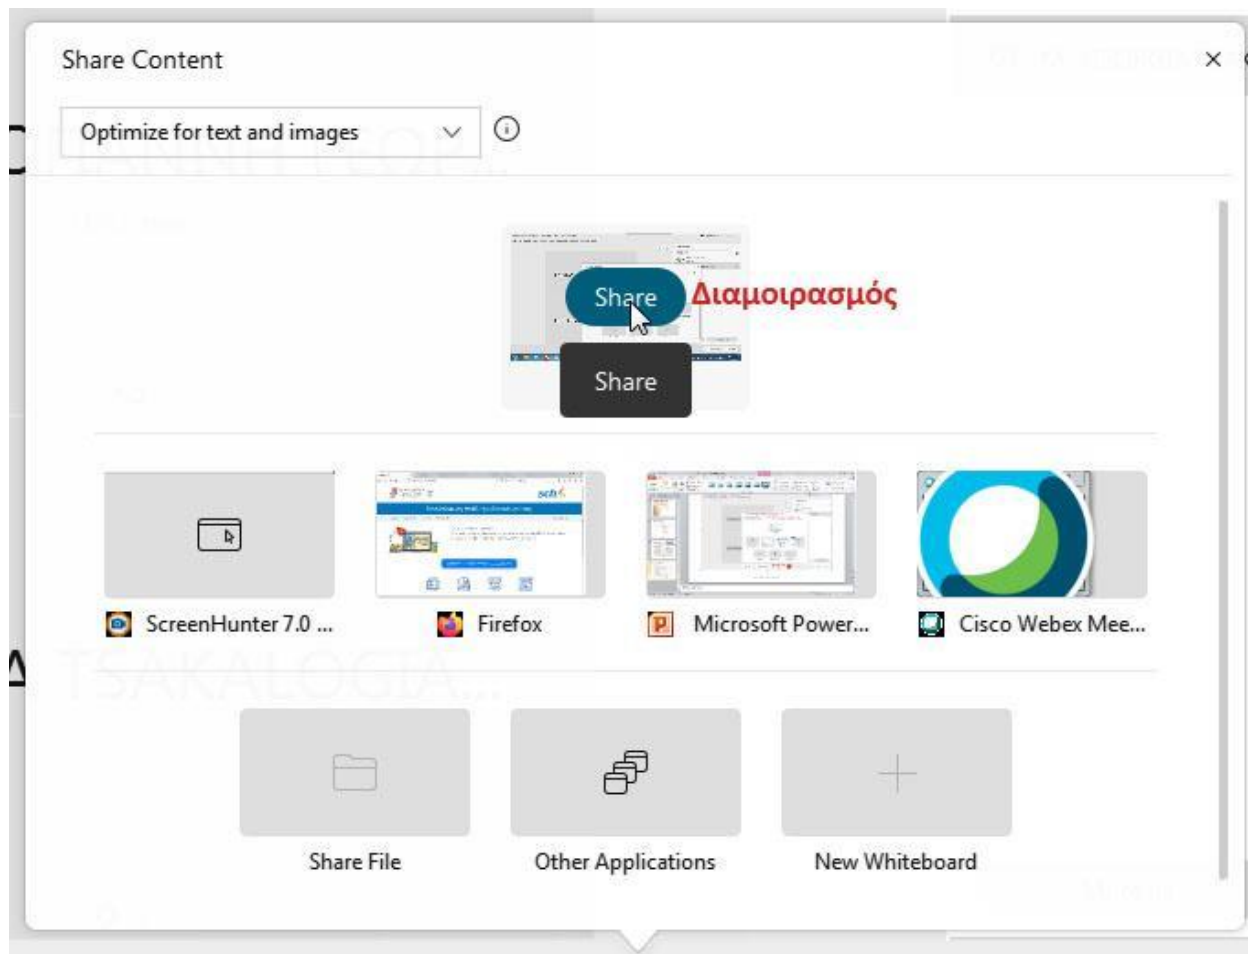 Share Content
Optimize for text and images
Share Διαμοιρασμός
Share
ScreenHunter 7.0 ...
Firefox
Microsoft Power...
Cisco Webex Mee...
TSAKALOGIA...
Share File
Other Applications
New Whiteboard